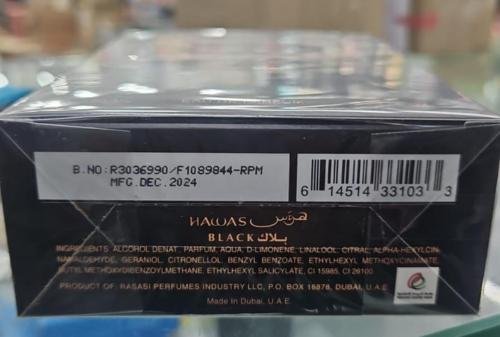 B.NO:R3036990/F1089844-RPM
MFG.DEC.2024
6 14514 33103 3
HAWAS هوس
BLACK بلاك
INGREDIENTS: ALCOHOL DENAT. PARFUM, AQUA, D-LIMONENE, LINALOOL, CITRAL, ALPHA-HEXYLCIN-
NAMALDEHYDE, GERANIOL, CITRONELLOL, BENZYL BENZOATE, ETHYLHEXYL METHOXYCINAMATE,
BUTYL METHOXYDIBENZOYLMETHANE, ETHYLHEXYL SALICYLATE, CI 15985, CI 26100
PRODUCT OF: RASASI PERFUMES INDUSTRY LLC, P.O. BOX 16878, DUBAI, U.A.E
Made In Dubai, U.A.E